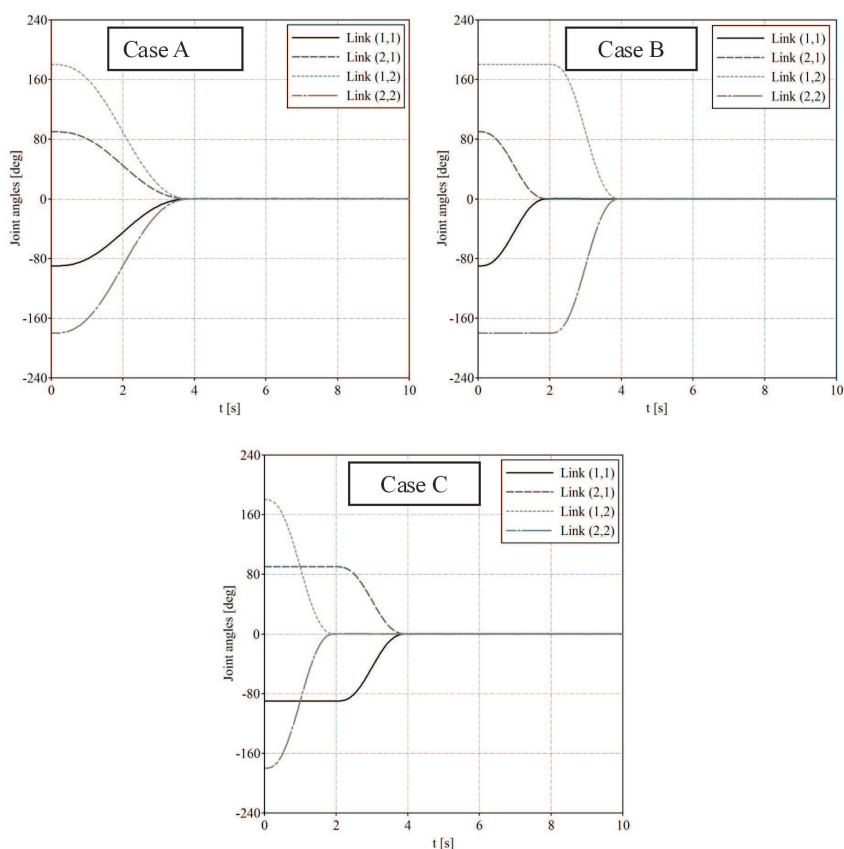 Case A
Link (1,1)
Link (2,1)
Link (1,2)
Link (2,2)
Joint angles [deg]
240
160
80
0
-80
-160
-240
0 2 4 6 8 10
t [s]
Case B
Link (1,1)
Link (2,1)
Link (1,2)
Link (2,2)
Joint angles [deg]
240
160
80
0
-80
-160
-240
0 2 4 6 8 10
t [s]
Case C
Link (1,1)
Link (2,1)
Link (1,2)
Link (2,2)
Joint angles [deg]
240
160
80
0
-80
-160
-240
0 2 4 6 8 10
t [s]